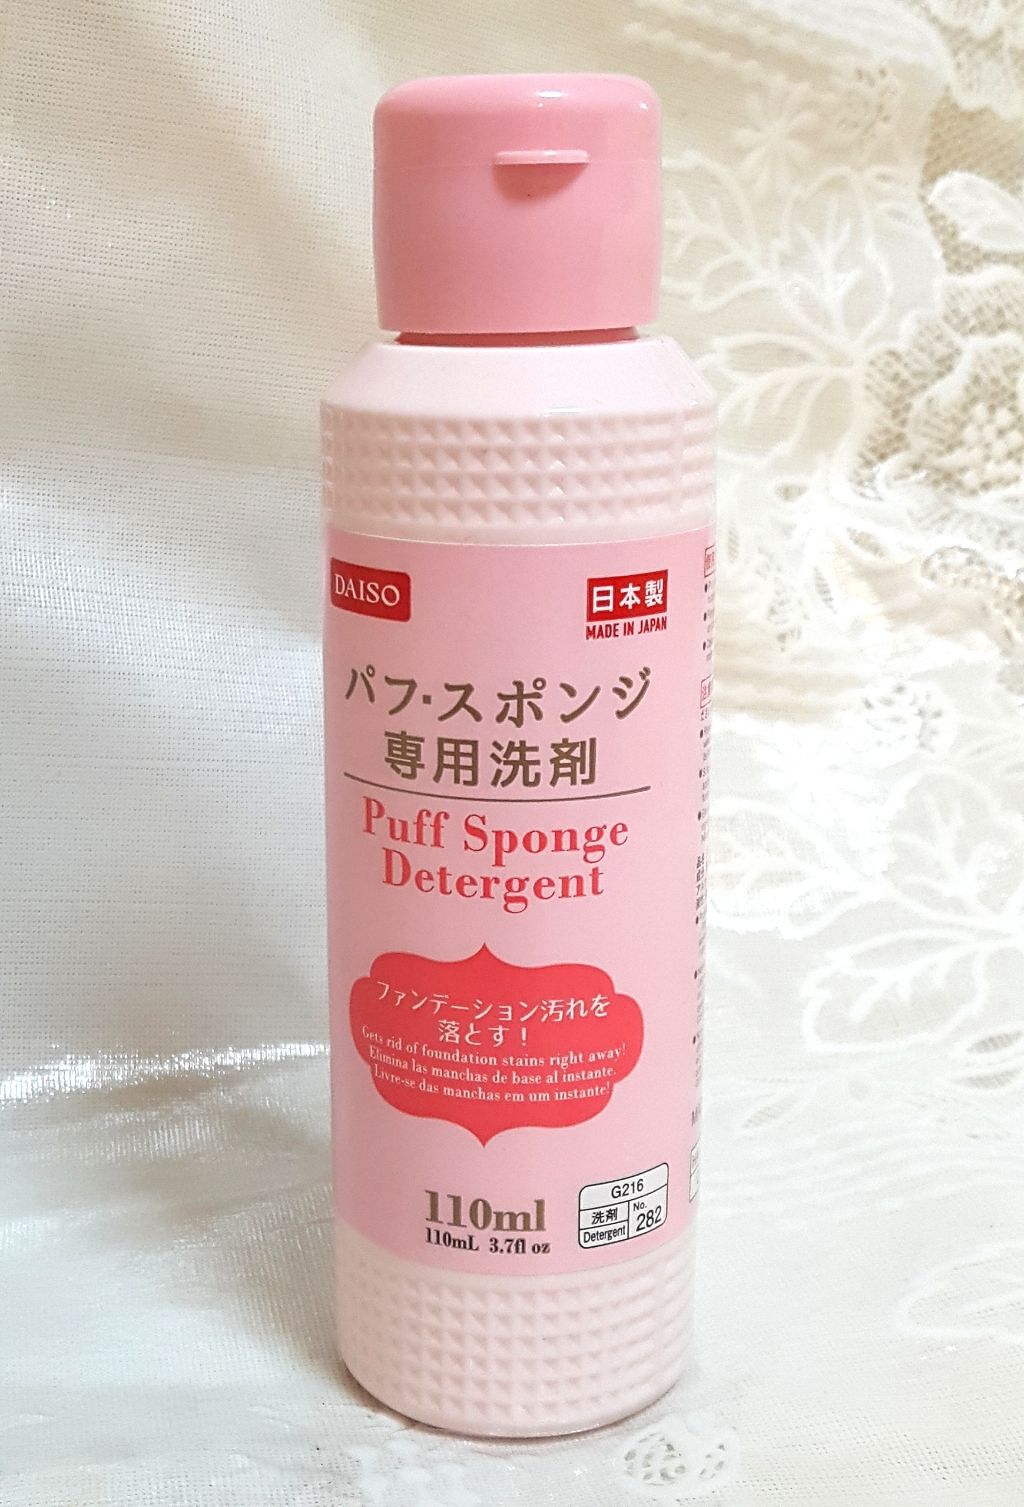 DAISO
日本製
MADE IN JAPAN
パフ・スポンジ
専用洗剤
Puff Sponge
Detergent
ファンデーション汚れを
落とす!
Gets rid of foundation stains right away!
Elimina las manchas de base al instante.
Livre-se das manchas em um instante!
110ml
110mL 3.7fl oz
G216
洗剤
Detergent
No.
282